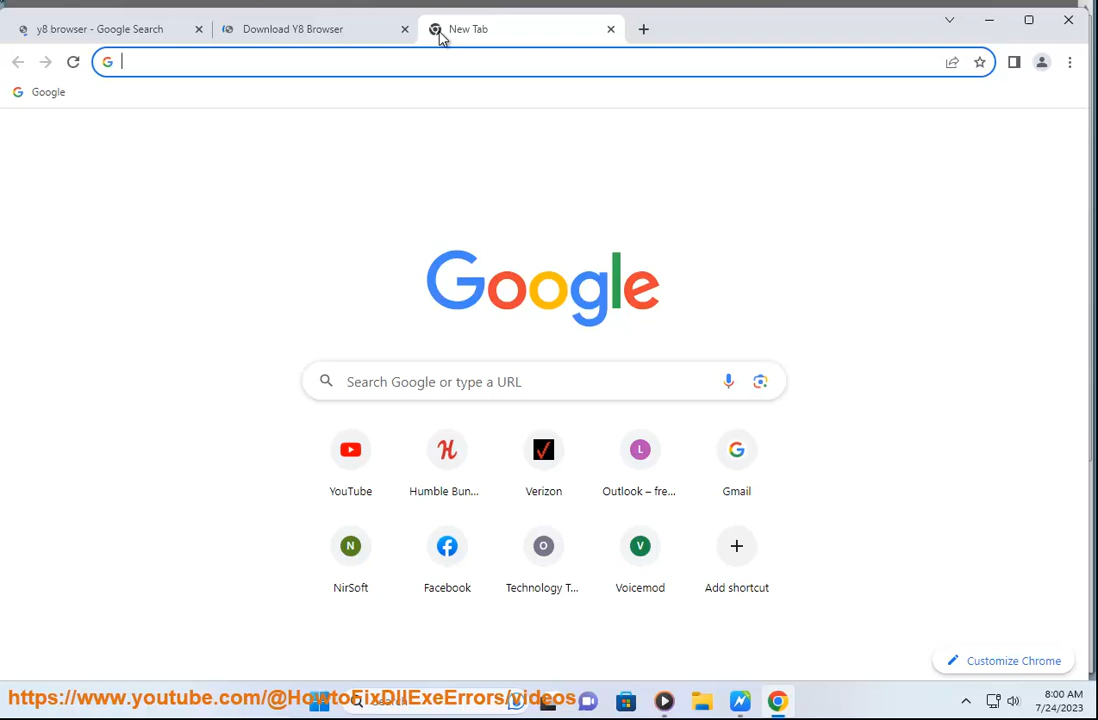 y8 browser - Google Search
Download Y8 Browser
New Tab
Google
Google
Search Google or type a URL
YouTube
Humble Bun...
Verizon
L
Outlook – fre...
Gmail
N
NirSoft
Facebook
O
Technology T...
V
Voicemod
Add shortcut
Customize Chrome
https://www.youtube.com/@HowtoFixDllExeErrors/videos
Search
8:00 AM
7/24/2023